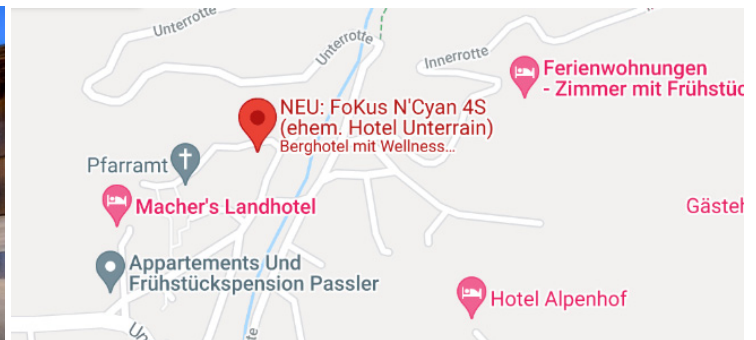 Unterrotte
Unterrotte
Innerrotte
Ferienwohnungen
- Zimmer mit Frühstüc
NEU: FoKus N'Cyan 4S
(ehem. Hotel Unterrain)
Berghotel mit Wellness...
Pfarramt
Macher's Landhotel
Gästeh
Appartements Und
Frühstückspension Passler
Hotel Alpenhof
Un